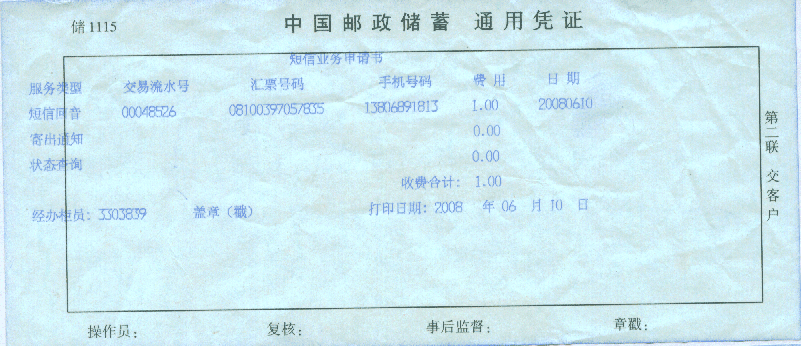 储1115
中国邮政储蓄 通用凭证
短信业务申请书
服务类型 交易流水号 汇票号码 手机号码 费用 日期
短信回音 00048526 08100397057835 13806891813 1.00 20080610
寄出通知 0.00
状态查询 0.00
收费合计: 1.00
经办柜员: 3303839 盖章(戳) 打印日期: 2008 年 06 月 10 日
第二联 交客户
操作员: 复核: 事后监督: 章戳: